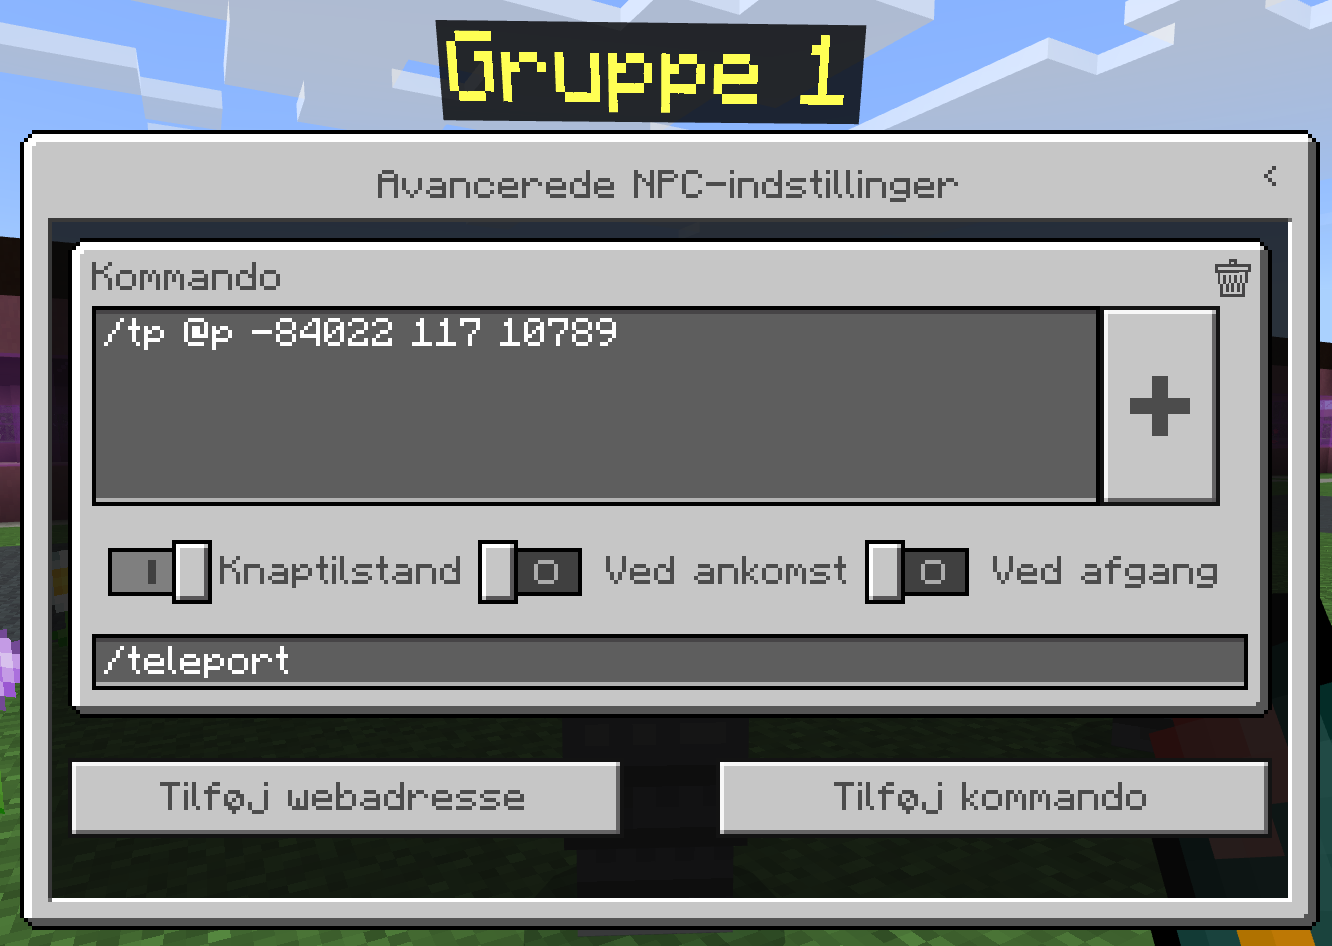 Gruppe 1
Avancerede NPC-indstillinger
Kommando
/tp @p -84022 117 10789
Knaptilstand Ved ankomst Ved afgang
/teleport
Tilføj webadresse Tilføj kommando